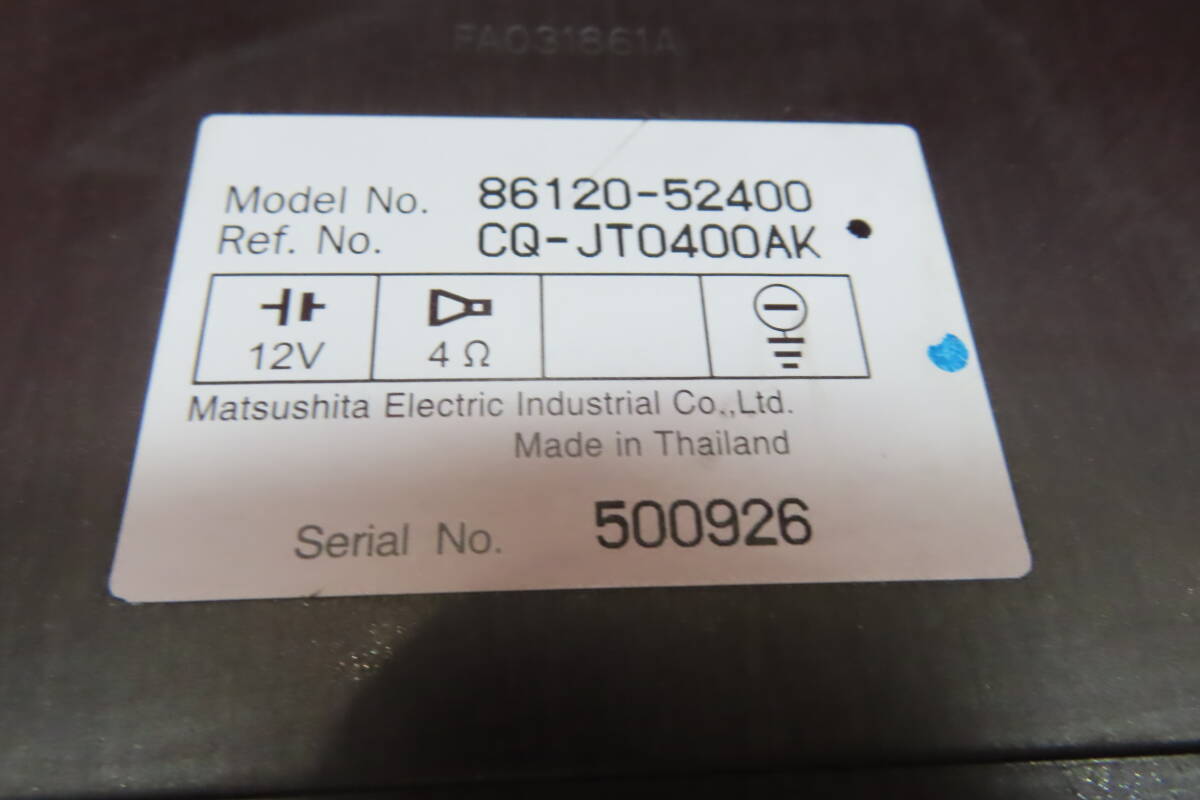 FA031861A
Model No. 86120-52400
Ref. No. CQ-JT0400AK
12V 4 Ω
Matsushita Electric Industrial Co.,Ltd.
Made in Thailand
Serial No. 500926